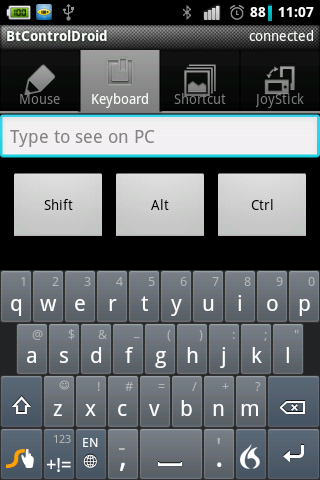 100 88 11:07
BtControlDroid connected
Mouse Keyboard Shortcut JoyStick
Type to see on PC
Shift Alt Ctrl
1 2 3 4 5 6 7 8 9 0
q w e r t y u i o p
@ $ & _ ( ) : ; "
a s d f g h j k l
! # = / + ?
z x c v b n m
123 EN - '
+!= , .